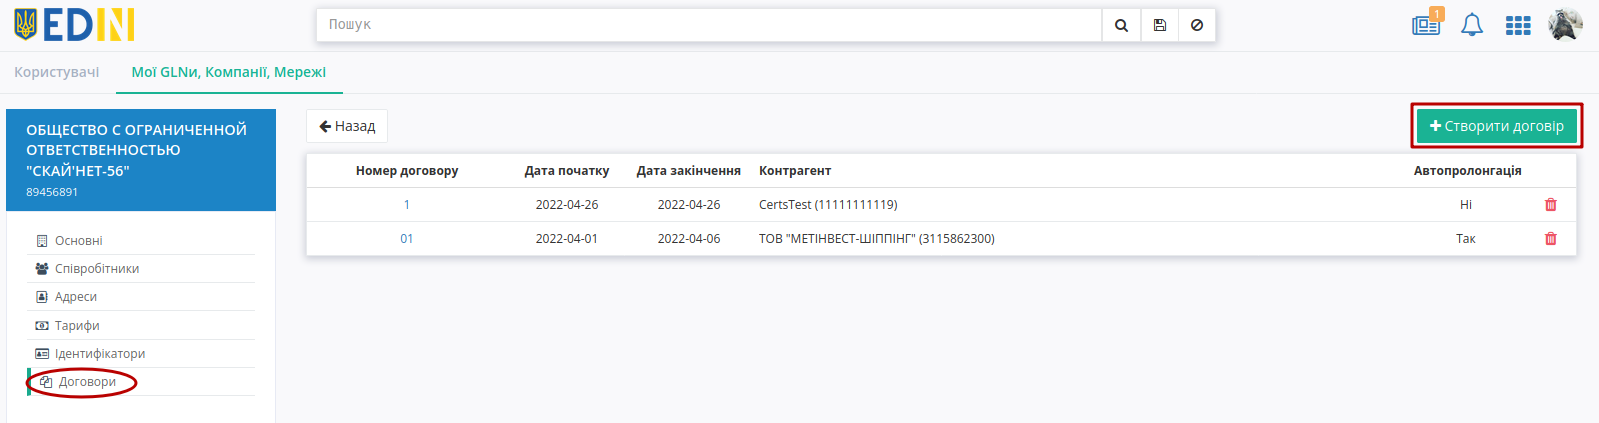 EDIN
Пошук
1
Користувачі
Мої GLNи, Компанії, Мережі
ОБЩЕСТВО С ОГРАНИЧЕННОЙ
ОТВЕТСТВЕННОСТЬЮ
"СКАЙ'НЕТ-56"
89456891
Основні
Співробітники
Адреси
Тарифи
Ідентифікатори
Договори
Назад
Створити договір
Номер договору Дата початку Дата закінчення Контрагент Автопролонгація
1 2022-04-26 2022-04-26 CertsTest (11111111119) Ні
01 2022-04-01 2022-04-06 ТОВ "МЕТІНВЕСТ-ШІППІНГ" (3115862300) Так